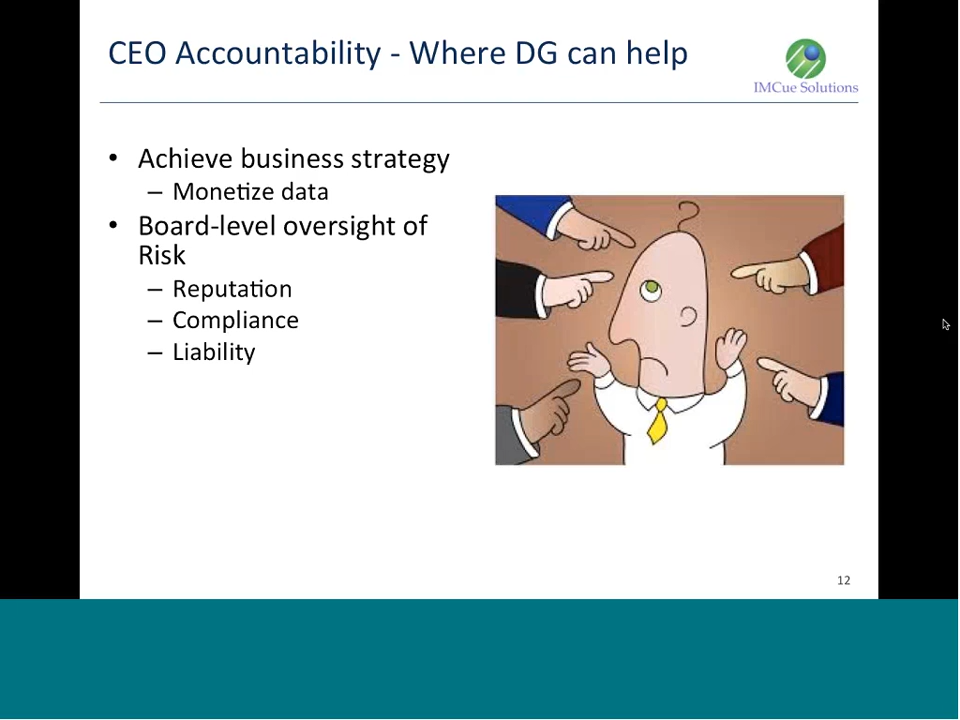 CEO Accountability - Where DG can help
IMCue Solutions
• Achieve business strategy
– Monetize data
• Board-level oversight of
Risk
– Reputation
– Compliance
– Liability
12